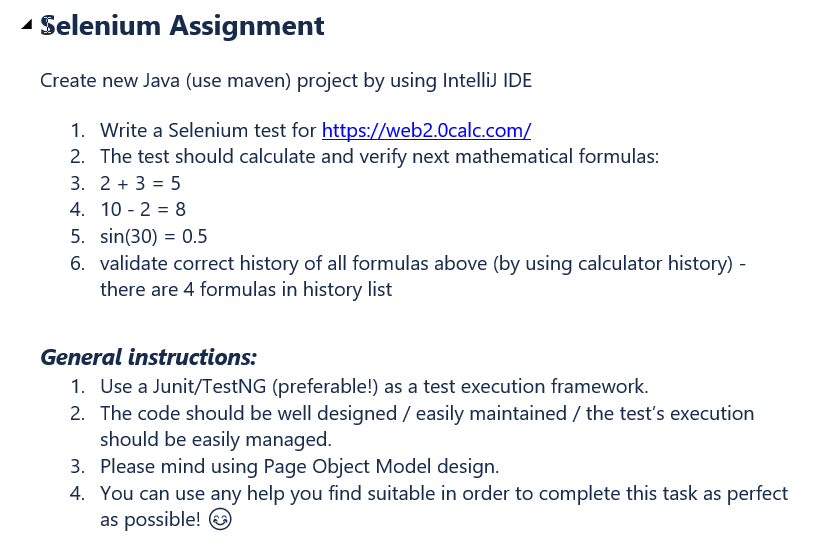 Selenium Assignment
Create new Java (use maven) project by using IntelliJ IDE
1. Write a Selenium test for https://web2.0calc.com/
2. The test should calculate and verify next mathematical formulas:
3. 2 + 3 = 5
4. 10 - 2 = 8
5. sin(30) = 0.5
6. validate correct history of all formulas above (by using calculator history) -
there are 4 formulas in history list
General instructions:
1. Use a Junit/TestNG (preferable!) as a test execution framework.
2. The code should be well designed / easily maintained / the test’s execution
should be easily managed.
3. Please mind using Page Object Model design.
4. You can use any help you find suitable in order to complete this task as perfect
as possible! 😊